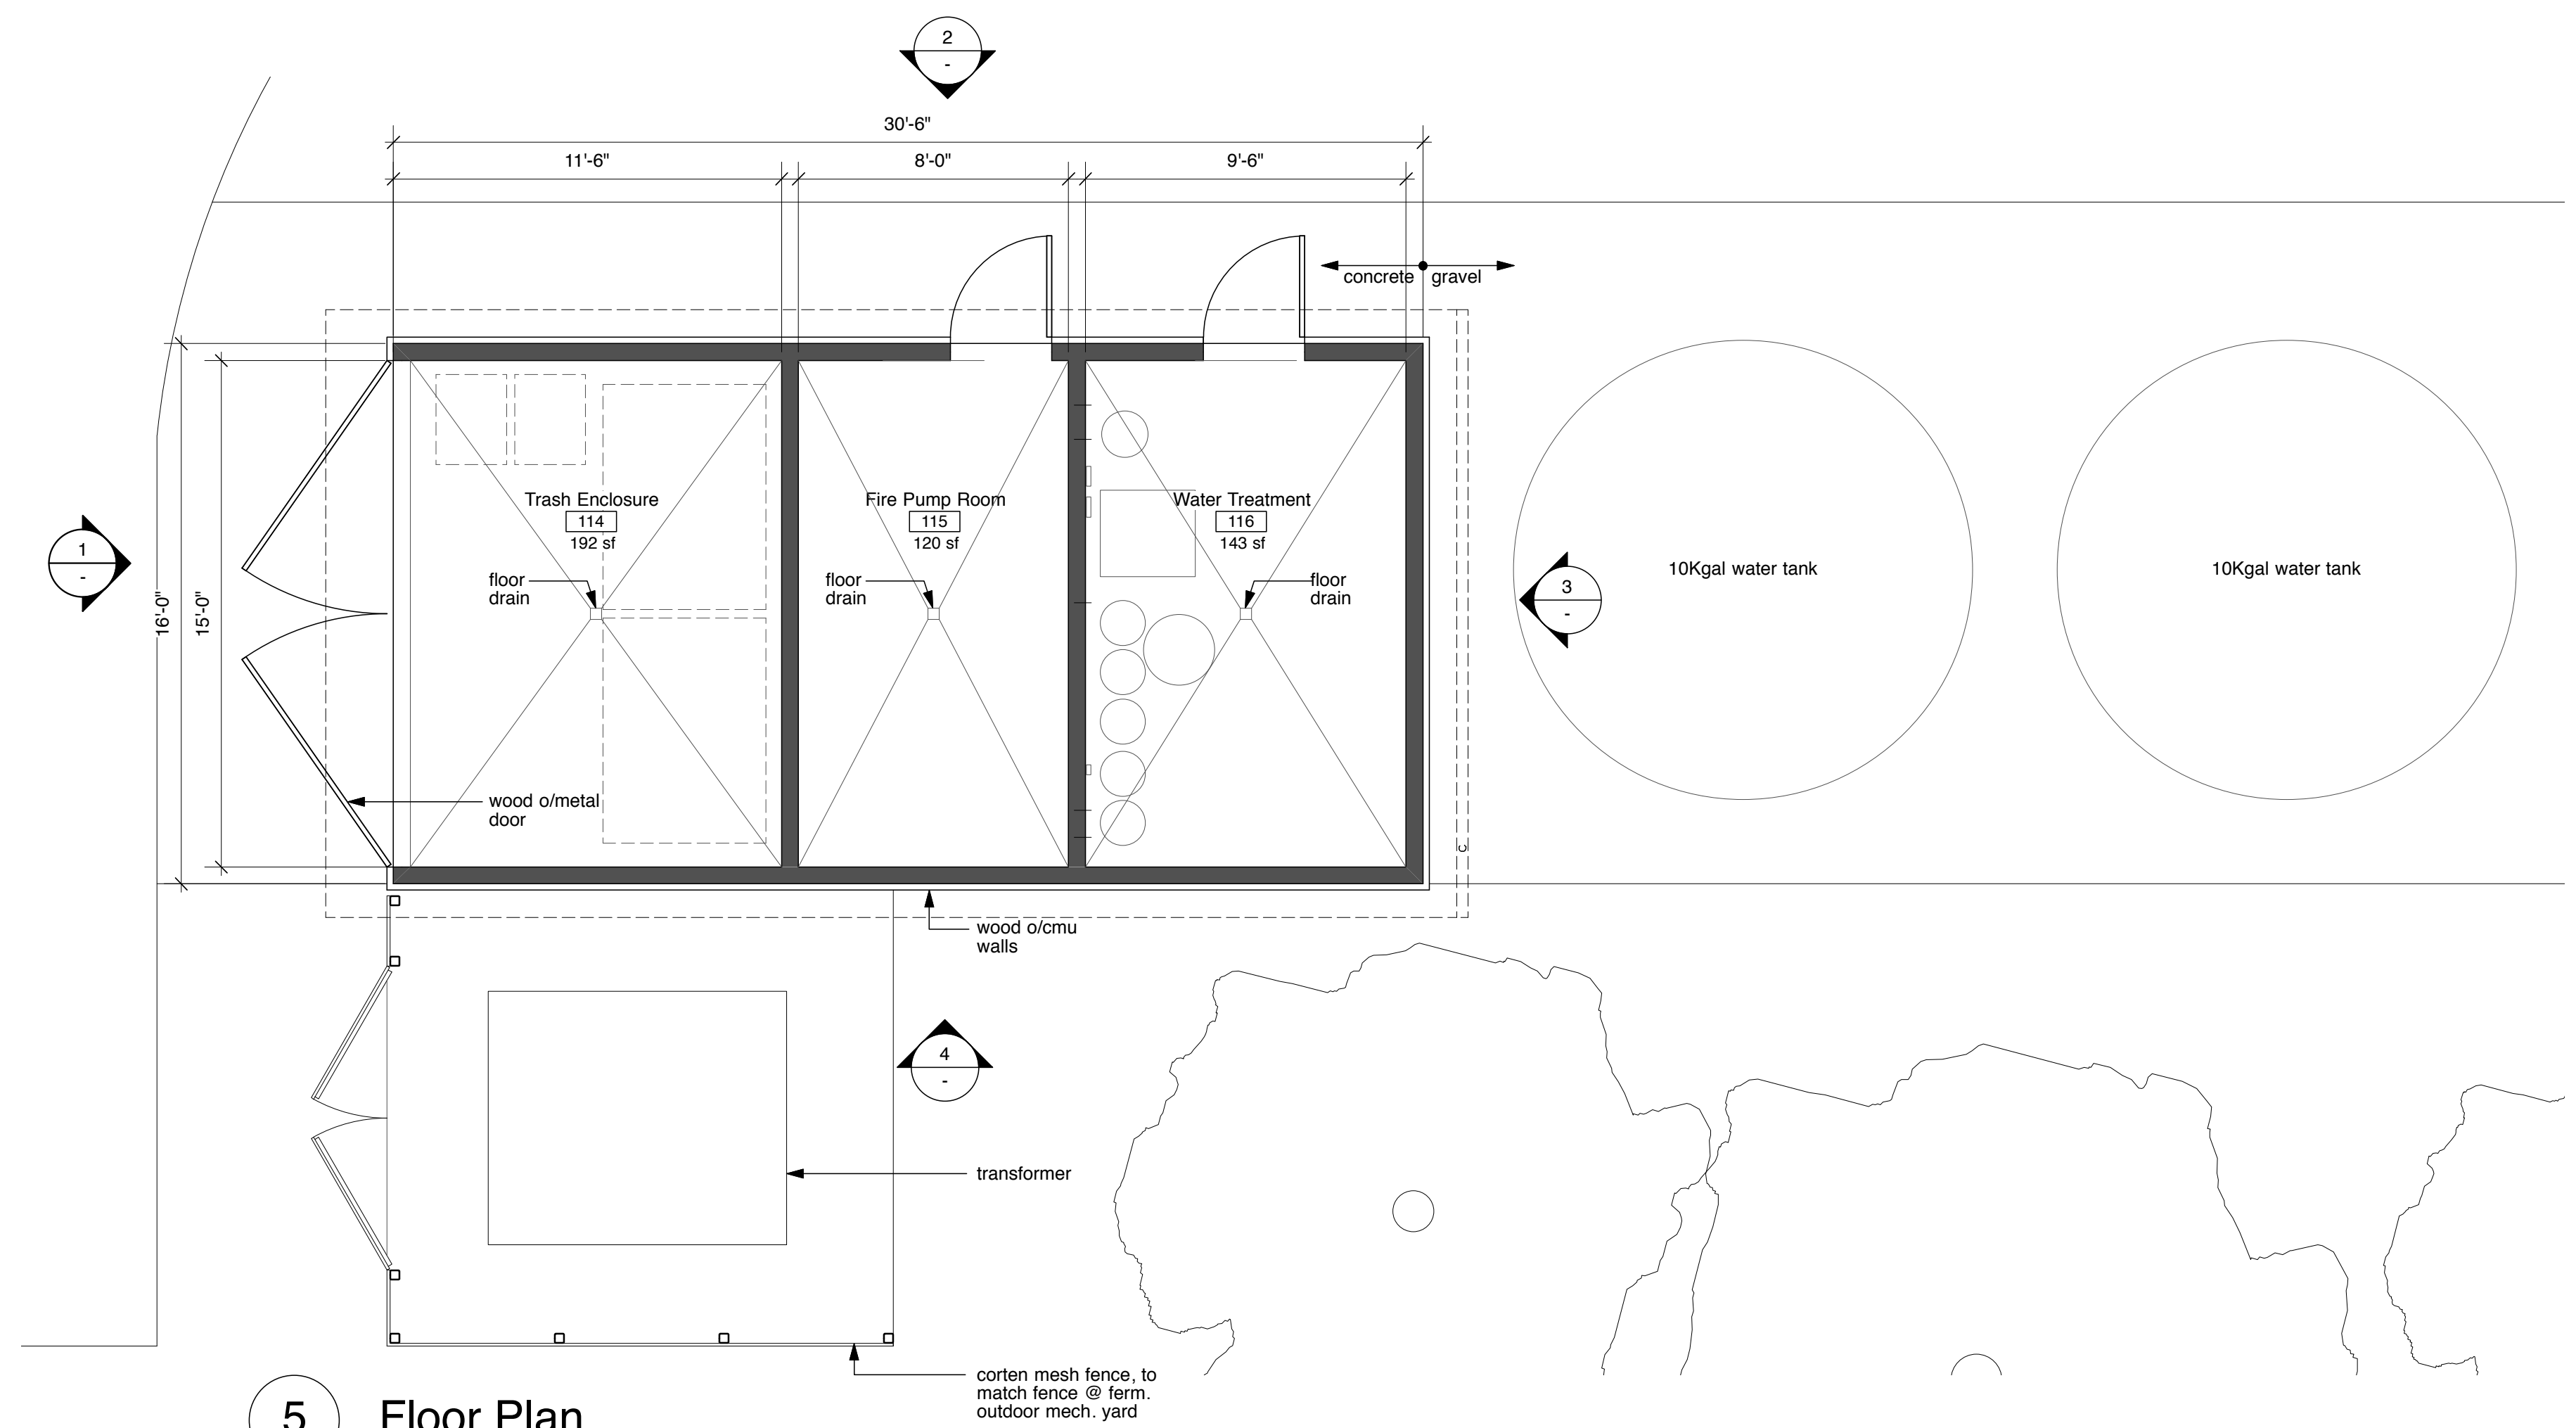 2
-
30'-6"
11'-6"
8'-0"
9'-6"
concrete
gravel
Trash Enclosure
114
192 sf
Fire Pump Room
115
120 sf
Water Treatment
116
143 sf
1
-
16'-0"
15'-0"
floor
drain
floor
drain
floor
drain
3
-
10Kgal water tank
10Kgal water tank
wood o/metal
door
c
wood o/cmu
walls
4
-
transformer
corten mesh fence, to
match fence @ ferm.
outdoor mech. yard
5
Floor Plan